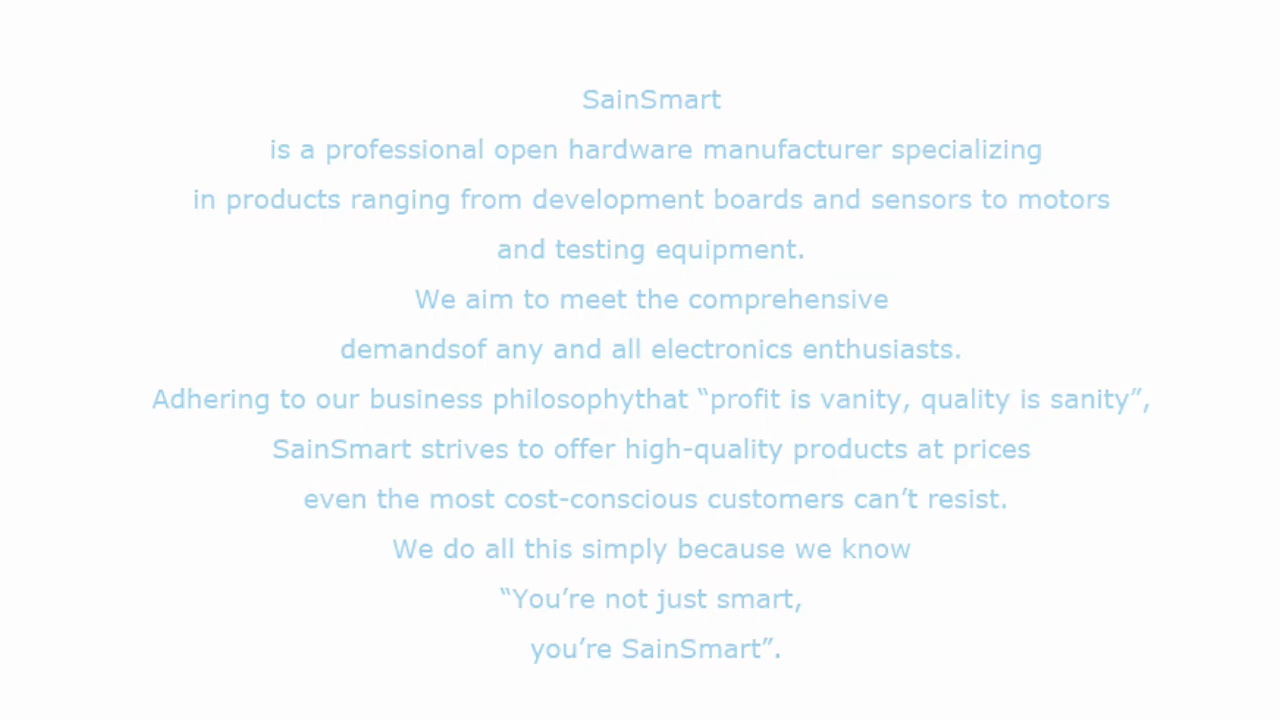 SainSmart
is a professional open hardware manufacturer specializing
in products ranging from development boards and sensors to motors
and testing equipment.
We aim to meet the comprehensive
demandsof any and all electronics enthusiasts.
Adhering to our business philosophythat “profit is vanity, quality is sanity”,
SainSmart strives to offer high-quality products at prices
even the most cost-conscious customers can’t resist.
We do all this simply because we know
“You’re not just smart,
you’re SainSmart”.